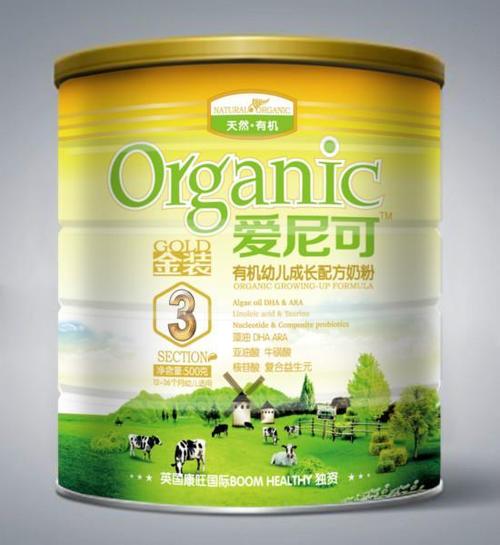 NATURAL ORGANIC
天然·有机
Organic
爱尼可™
GOLD
金装
有机幼儿成长配方奶粉
ORGANIC GROWING-UP FORMULA
3
SECTION
净含量:500克
12-36个月幼儿适用
Algae oil DHA & ARA
Linoleic acid & Taurine
Nucleotide & Composite probiotics
藻油 DHA ARA
亚油酸 牛磺酸
核苷酸 复合益生元
英国康旺国际BOOM HEALTHY 独资